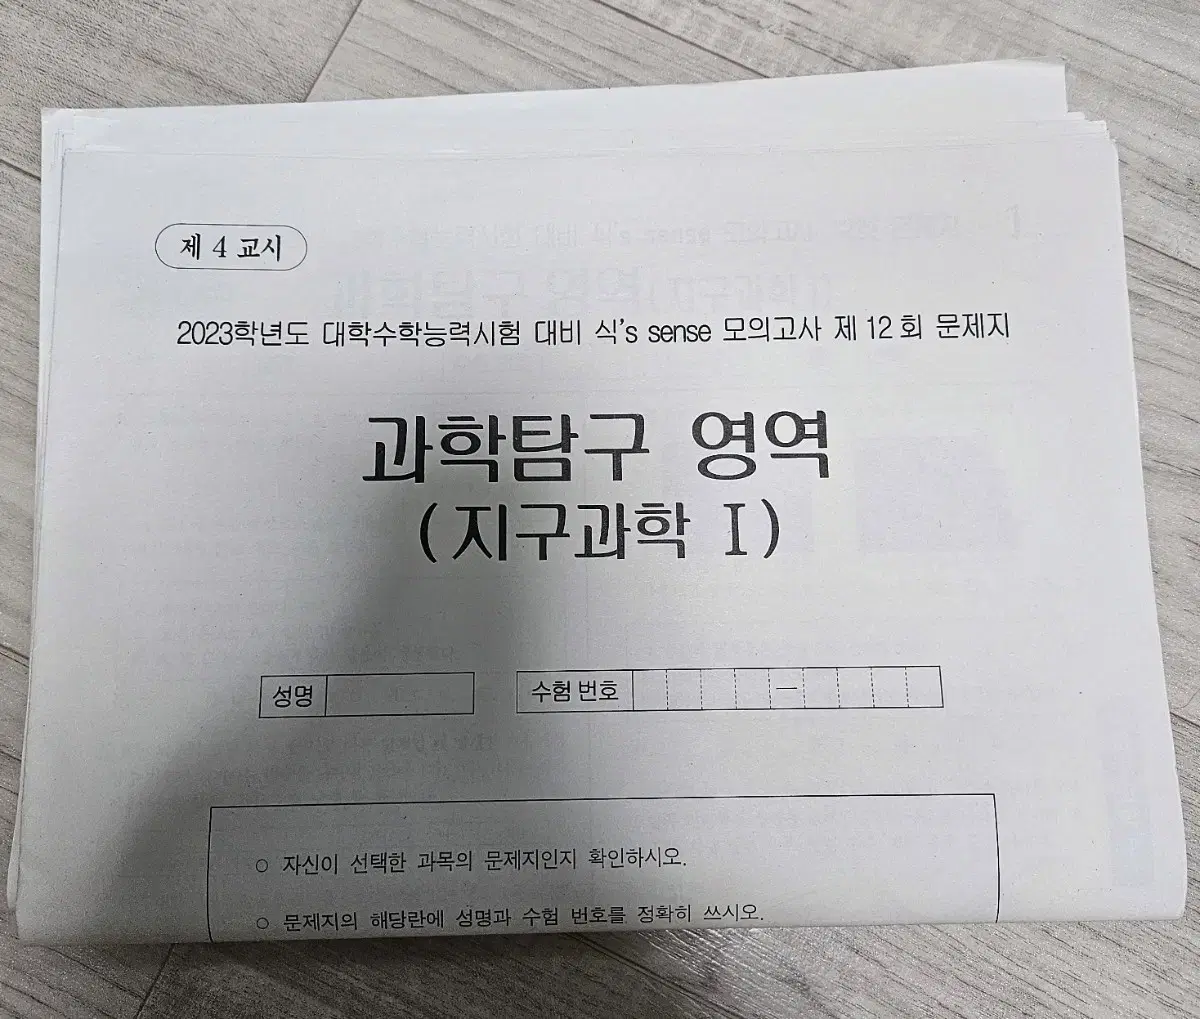 제 4 교시
2023학년도 대학수학능력시험 대비 식's sense 모의고사 제 12 회 문제지
과학탐구 영역
(지구과학 I)
성명
수험 번호 –
○ 자신이 선택한 과목의 문제지인지 확인하시오.
○ 문제지의 해당란에 성명과 수험 번호를 정확히 쓰시오.